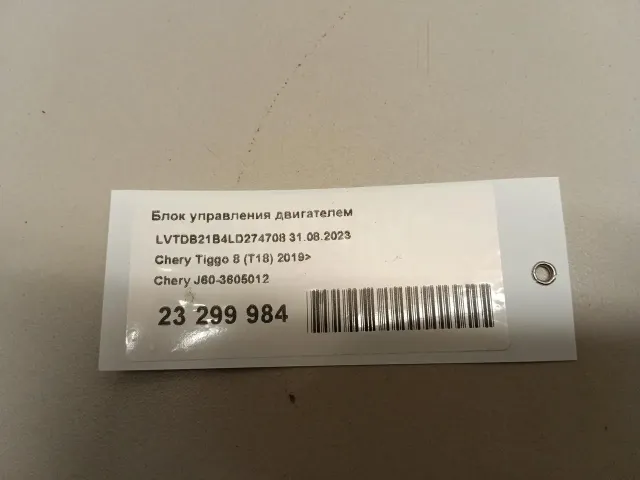 Блок управления двигателем
LVTDB21B4LD274708 31.08.2023
Chery Tiggo 8 (T18) 2019>
Chery J60-3605012
23 299 984